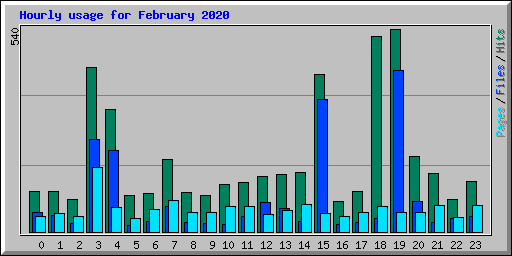 Hourly usage for February 2020
540
Pages / Files / Hits
0 1 2 3 4 5 6 7 8 9 10 11 12 13 14 15 16 17 18 19 20 21 22 23